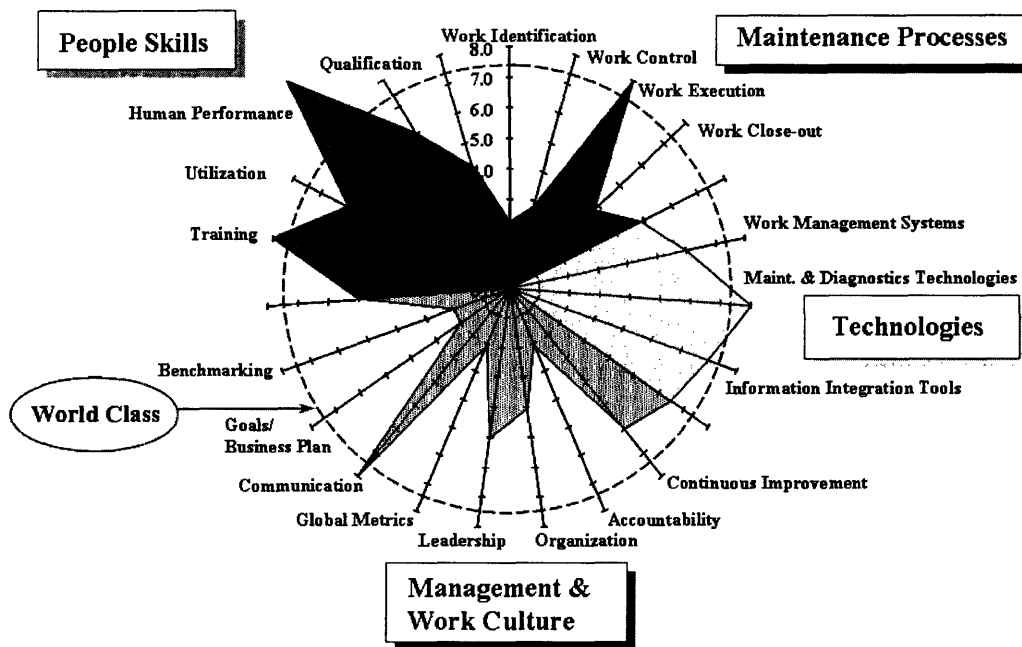 People Skills
Maintenance Processes
Work Identification
8.0
7.0
6.0
5.0
Qualification
Work Control
Work Execution
Human Performance
Work Close-out
Utilization
Training
Work Management Systems
Maint. & Diagnostics Technologies
Technologies
Benchmarking
Information Integration Tools
World Class
Goals/
Business Plan
Communication
Continuous Improvement
Global Metrics
Accountability
Leadership
Organization
Management &
Work Culture